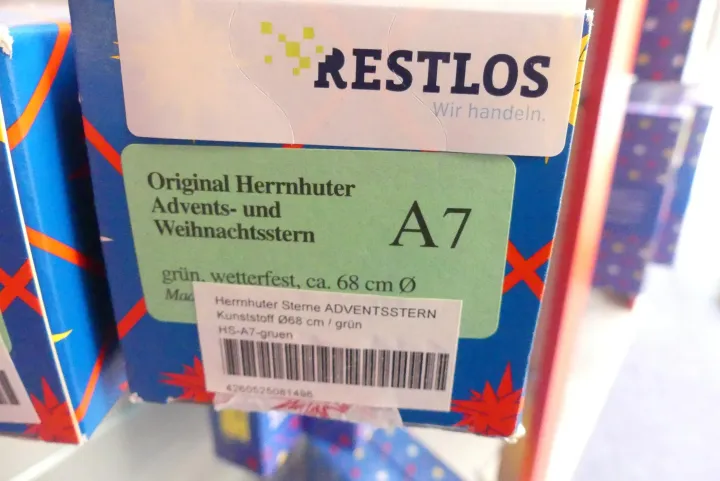 RESTLOS
Wir handeln.
Original Herrnhuter
Advents- und
Weihnachtsstern
A7
grün, wetterfest, ca. 68 cm Ø
Herrnhuter Sterne ADVENTSSTERN
Kunststoff Ø68 cm / grün
HS-A7-gruen
4260525081486